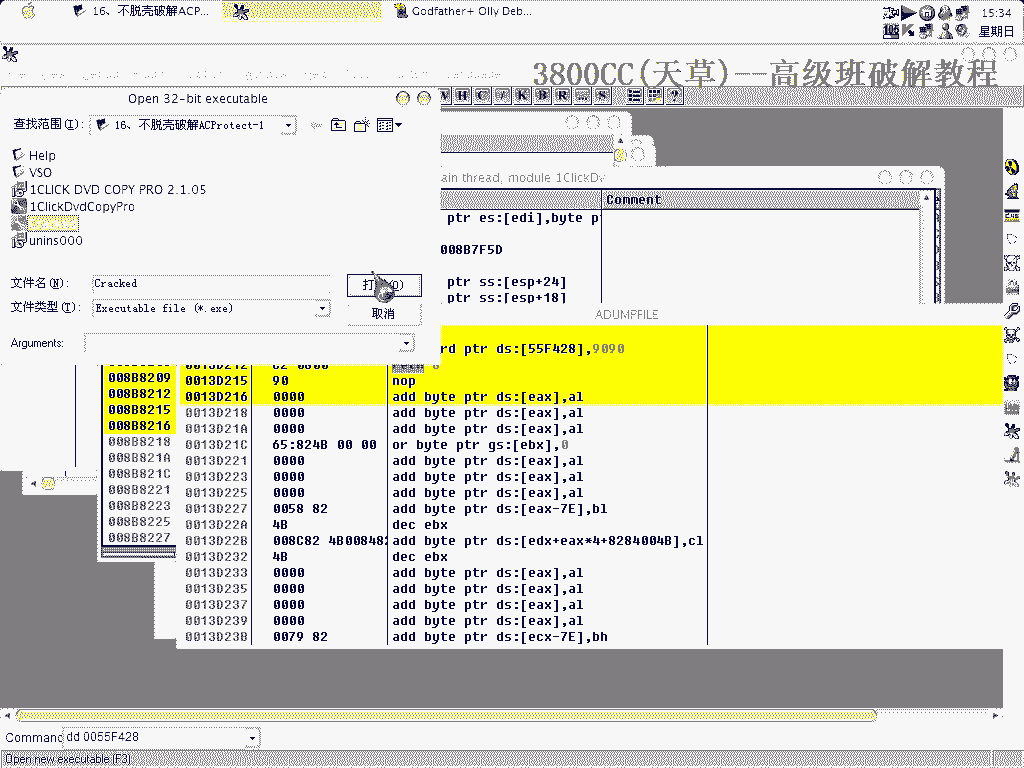 16、不脱壳破解ACP...
Godfather+ Olly Deb...
15:34
星期日
3800CC(天草)--高级班破解教程
Open 32-bit executable
H C / K B R ... S
查找范围(I):
16、不脱壳破解ACProtect-1
Help
VSO
1CLICK DVD COPY PRO 2.1.05
1ClickDvdCopyPro
unins000
文件名(N):
Cracked
文件类型(T):
Executable file (*.exe)
取消
Arguments:
ain thread, module 1ClickDv
Comment
ptr es:[edi],byte p
008B7F5D
ptr ss:[esp+24]
ptr ss:[esp+18]
ADUMPFILE
rd ptr ds:[55F428],9090
008B8209
008B8212
008B8215
008B8216
008B8218
008B821A
008B821C
008B8221
008B8223
008B8225
008B8227
0013D215 90 nop
0013D216 0000 add byte ptr ds:[eax],al
0013D218 0000 add byte ptr ds:[eax],al
0013D21A 0000 add byte ptr ds:[eax],al
0013D21C 65:824B 00 00 or byte ptr gs:[ebx],0
0013D221 0000 add byte ptr ds:[eax],al
0013D223 0000 add byte ptr ds:[eax],al
0013D225 0000 add byte ptr ds:[eax],al
0013D227 0058 82 add byte ptr ds:[eax-7E],bl
0013D22A 4B dec ebx
0013D22B 008C82 4B008482 add byte ptr ds:[edx+eax*4+8284004B],cl
0013D232 4B dec ebx
0013D233 0000 add byte ptr ds:[eax],al
0013D235 0000 add byte ptr ds:[eax],al
0013D237 0000 add byte ptr ds:[eax],al
0013D239 0000 add byte ptr ds:[eax],al
0013D23B 0079 82 add byte ptr ds:[ecx-7E],bh
Command
dd 0055F428
Open new executable (F3)